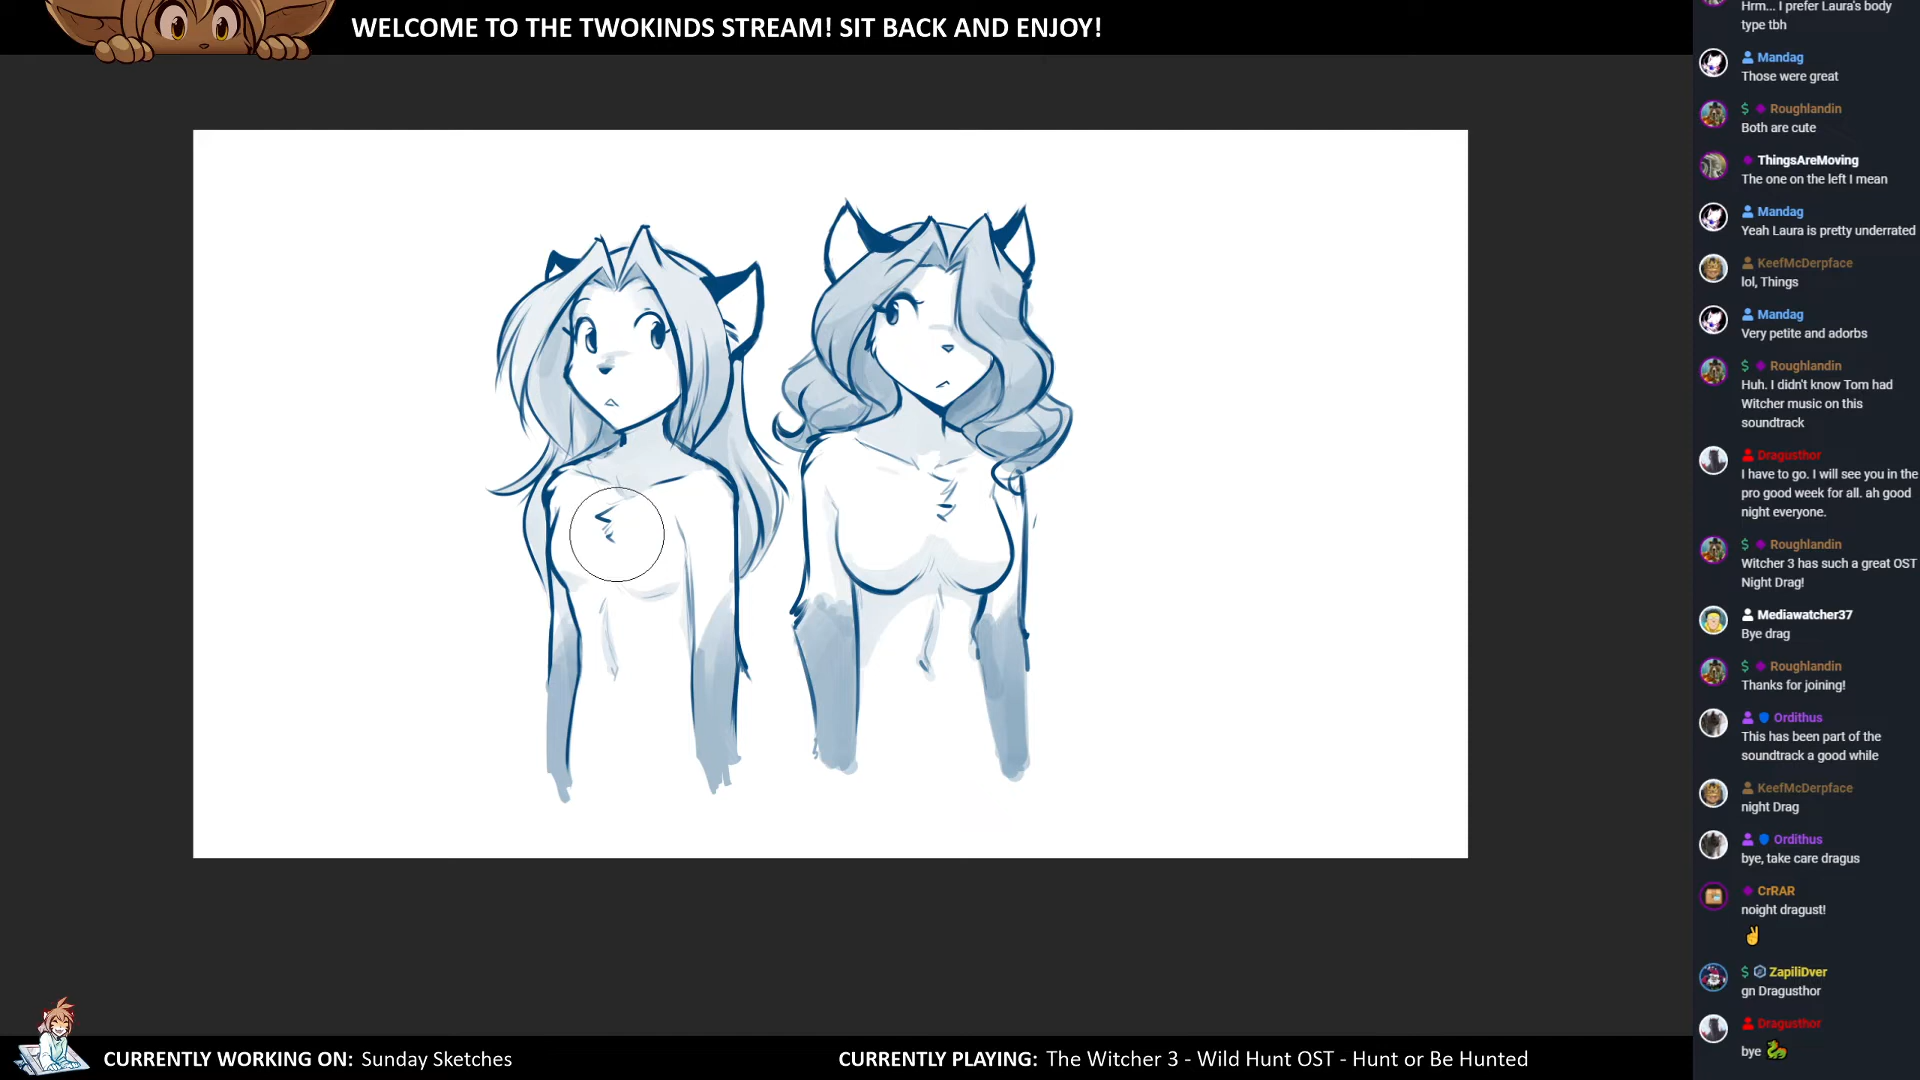 WELCOME TO THE TWOKINDS STREAM! SIT BACK AND ENJOY!
Hrm... I prefer Laura's body
type tbh
Mandag
Those were great
Roughlandin
Both are cute
ThingsAreMoving
The one on the left I mean
Mandag
Yeah Laura is pretty underrated
KeefMcDerpface
lol, Things
Mandag
Very petite and adorbs
Roughlandin
Huh. I didn't know Tom had
Witcher music on this
soundtrack
Dragusthor
I have to go. I will see you in the
pro good week for all. ah good
night everyone.
Roughlandin
Witcher 3 has such a great OST
Night Drag!
Mediawatcher37
Bye drag
Roughlandin
Thanks for joining!
Ordithus
This has been part of the
soundtrack a good while
KeefMcDerpface
night Drag
Ordithus
bye, take care dragus
CrRAR
noight dragust!
ZapiliDver
gn Dragusthor
Dragusthor
bye
CURRENTLY WORKING ON: Sunday Sketches
CURRENTLY PLAYING: The Witcher 3 - Wild Hunt OST - Hunt or Be Hunted